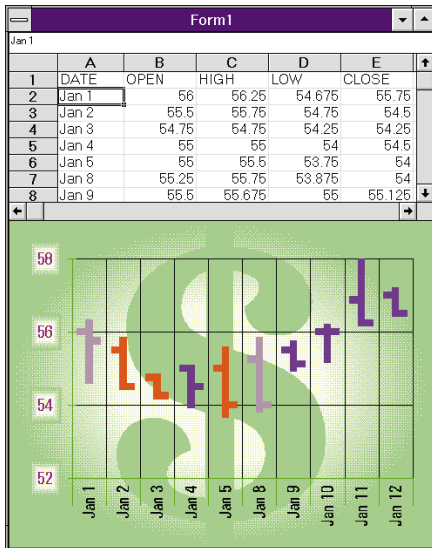 Form1
Jan 1
A B C D E
1 DATE OPEN HIGH LOW CLOSE
2 Jan 1 56 56.25 54.675 55.75
3 Jan 2 55.5 55.75 54.75 54.5
4 Jan 3 54.75 54.75 54.25 54.25
5 Jan 4 55 55 54 54.5
6 Jan 5 55 55.5 53.75 54
7 Jan 8 55.25 55.75 53.875 54
8 Jan 9 55.5 55.675 55 55.125
58
56
54
52
Jan 1 Jan 2 Jan 3 Jan 4 Jan 5 Jan 8 Jan 9 Jan 10 Jan 11 Jan 12